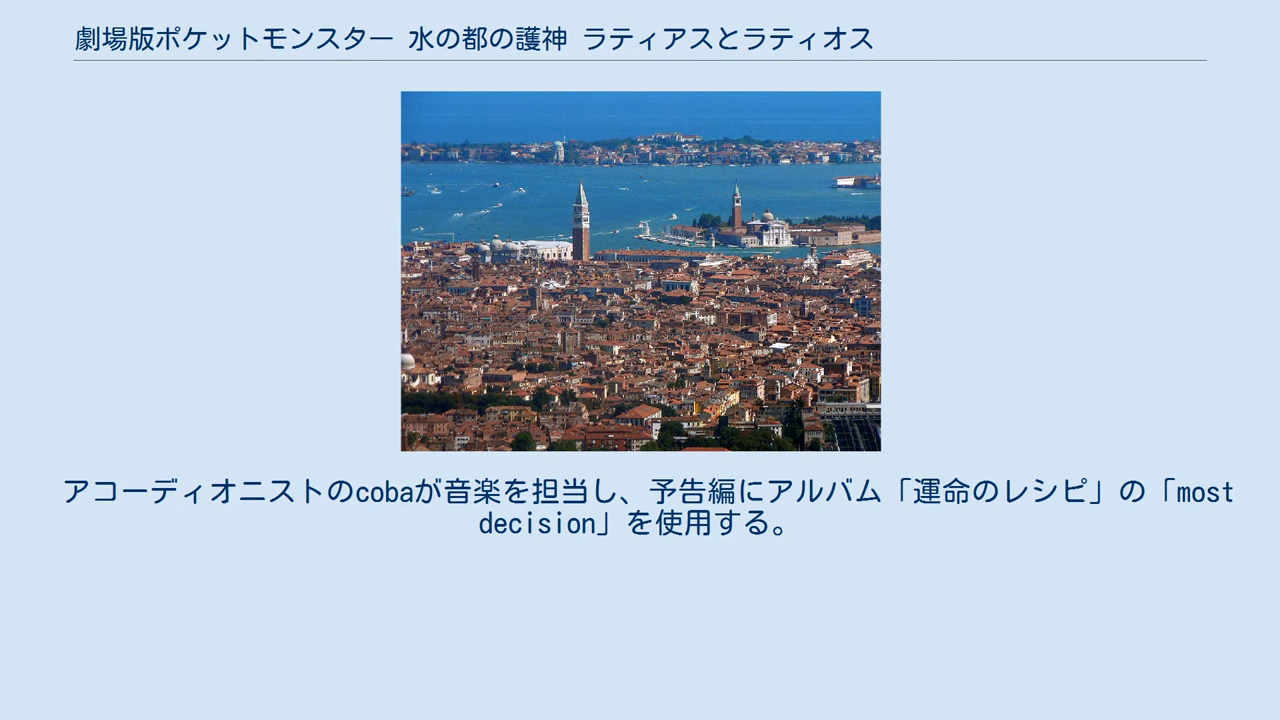 劇場版ポケットモンスター 水の都の護神 ラティアスとラティオス
アコーディオニストのcobaが音楽を担当し、予告編にアルバム「運命のレシピ」の「most
decision」を使用する。